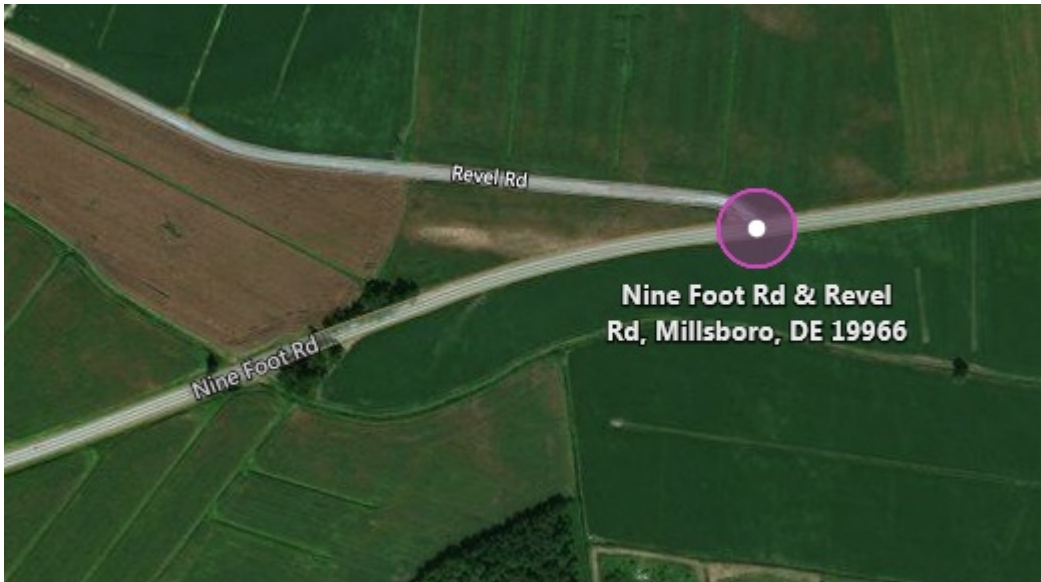 Revel Rd
Nine Foot Rd & Revel
Rd, Millsboro, DE 19966
Nine Foot Rd